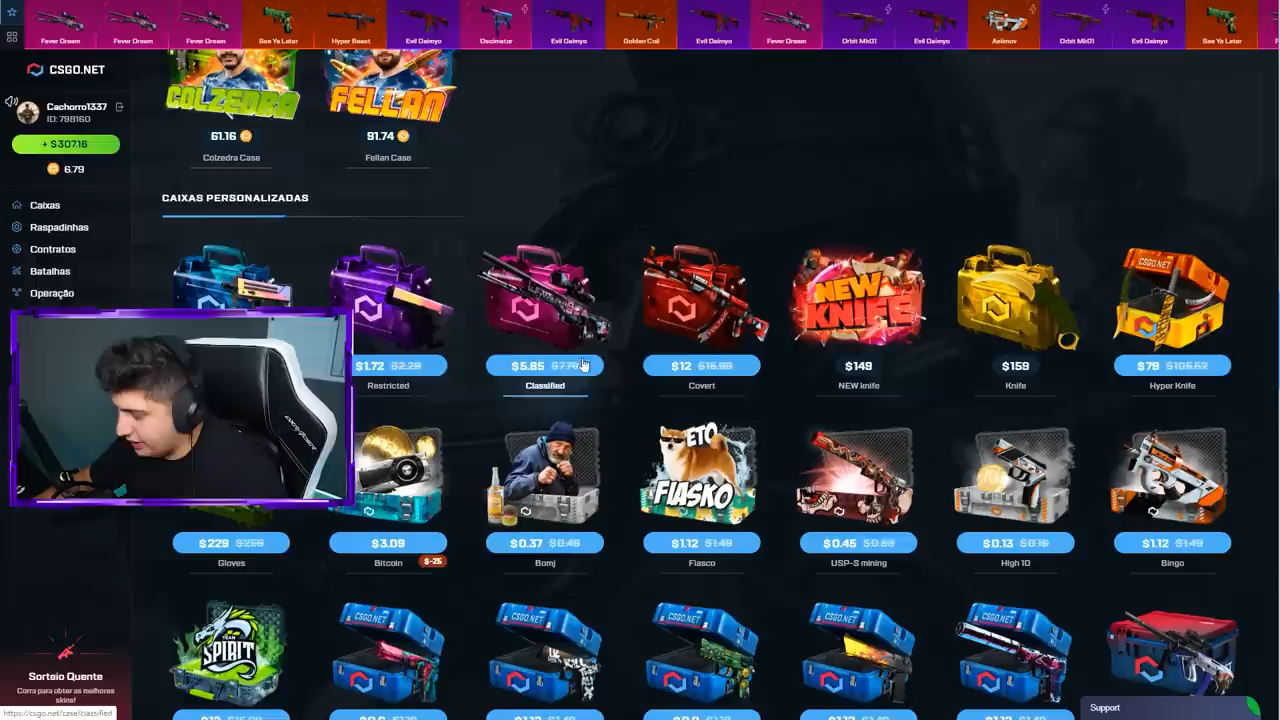 Fever Dream
Fever Dream
Fever Dream
See Ya Later
Hyper Beast
Evil Daimyo
Decimator
Evil Daimyo
Golden Coil
Evil Daimyo
Fever Dream
Orbit Mk01
Evil Daimyo
Asiimov
Orbit Mk01
Evil Daimyo
See Ya Later
CSGO.NET
Cachorro1337
ID: 798160
+ $307.16
6.79
Caixas
Raspadinhas
Contratos
Batalhas
Operação
COLZEDRA
FELLAN
61.16
91.74
Colzedra Case
Fellan Case
CAIXAS PERSONALIZADAS
NEW KNIFE
CSGO.NET
$1.72 $2.28
$5.85
$12 $15.98
$149
$159
$79 $105.52
Restricted
Classified
Covert
NEW knife
Knife
Hyper Knife
ETO
FIASKO
$229 $259
$3.09
$0.37 $0.48
$1.12 $1.49
$0.45 $0.59
$0.13 $0.16
$1.12 $1.49
Gloves
Bitcoin
$-25
Bomj
Fiasco
USP-S mining
High 10
Bingo
TEAM
SPIRIT
CSGO.NET
CSGO.NET
CSGO.NET
CSGO.NET
CSGO.NET
Sorteio Quente
Corra para obter as melhores
skins!
https://csgo.net/case/classified
Support